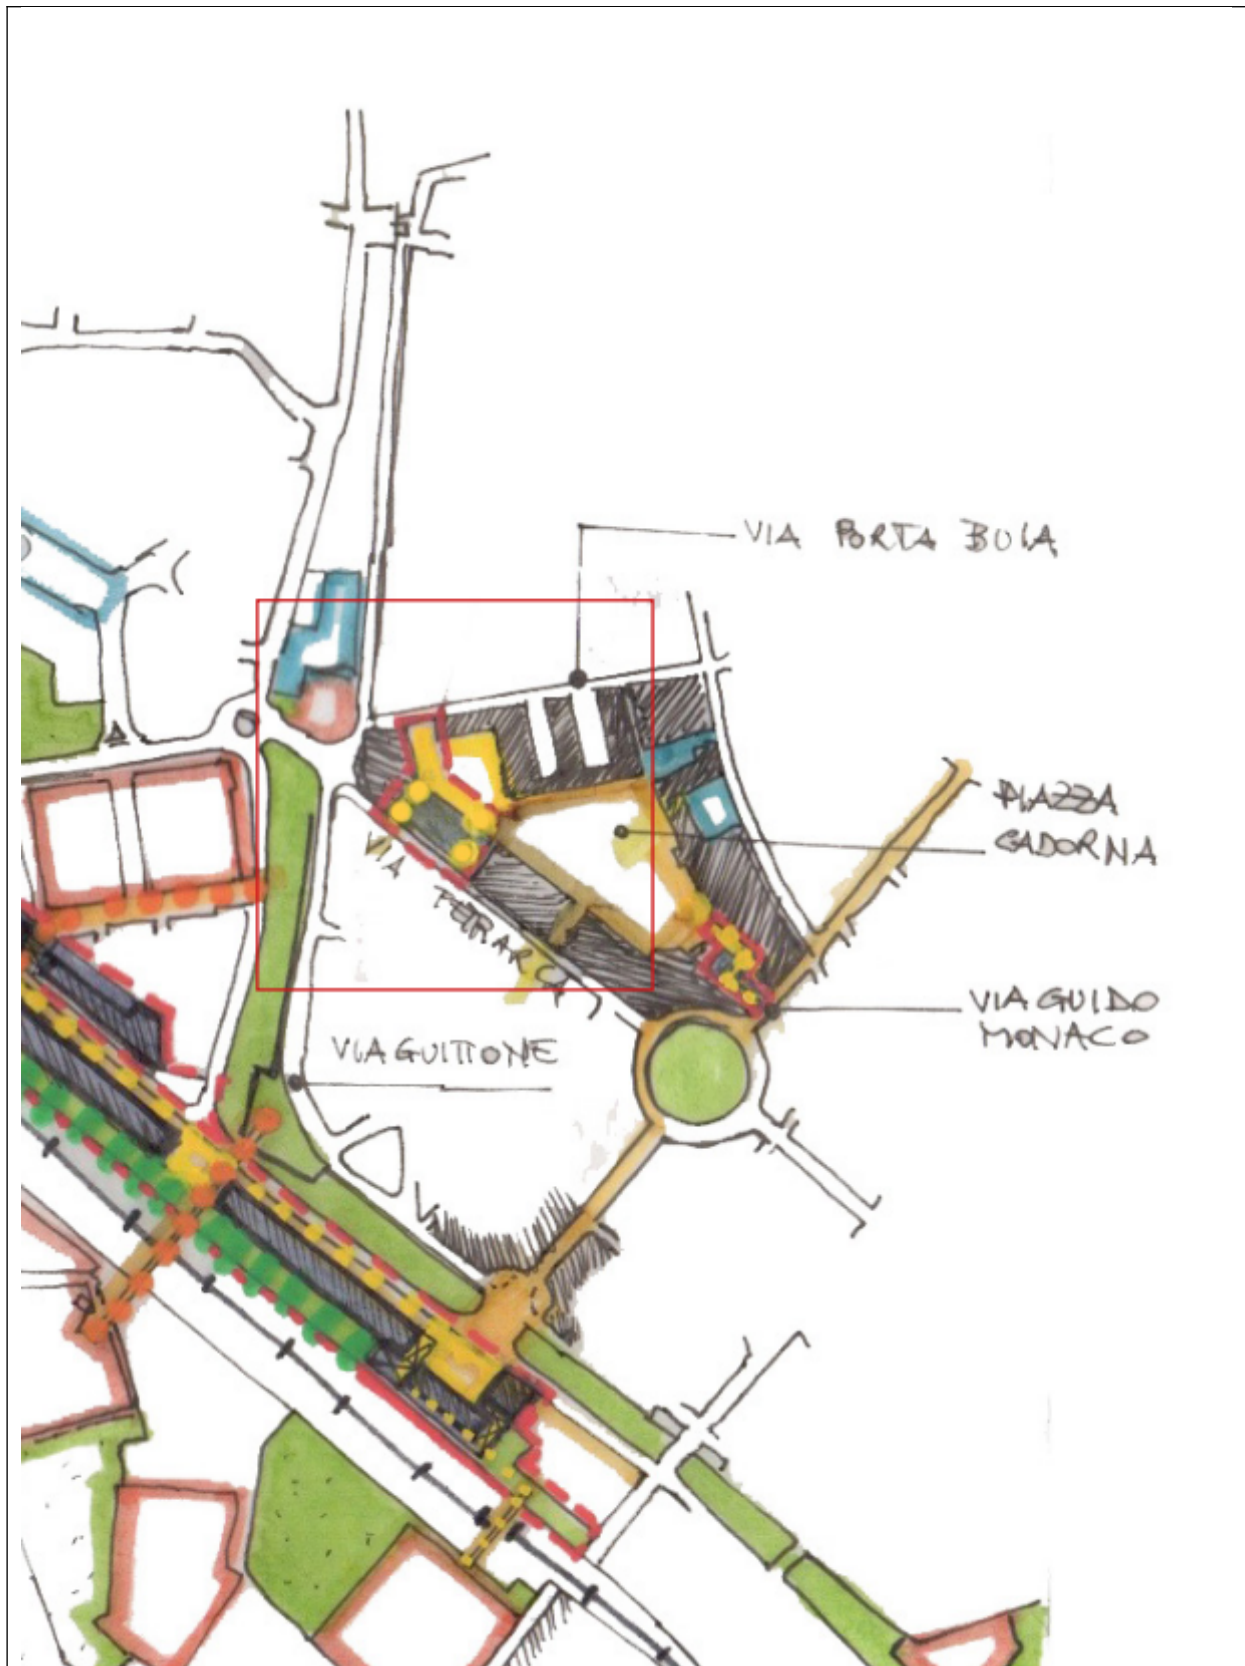 VIA PORTA BUIA
PIAZZA
CADORNA
VIA
PETRARCA
VIA GUIDO
MONACO
VIA GUITTONE